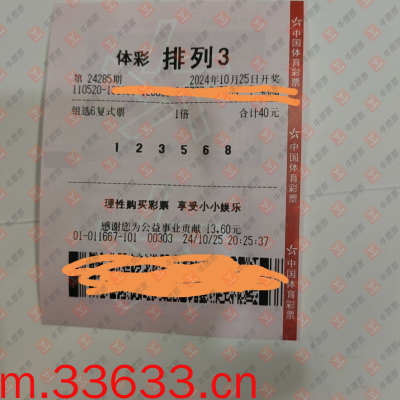 体彩 排列3
第 24285期 2024年10月25日开奖
110520-1
组选6复式票 1倍 合计40元
1 2 3 5 6 8
理性购买彩票 享受小小娱乐
感谢您为公益事业贡献 13.60元
01-011667-101 00303 24/10/25 20:25:37
中国体育彩票
中国体育彩票
中国体育彩票
m.33633.cn